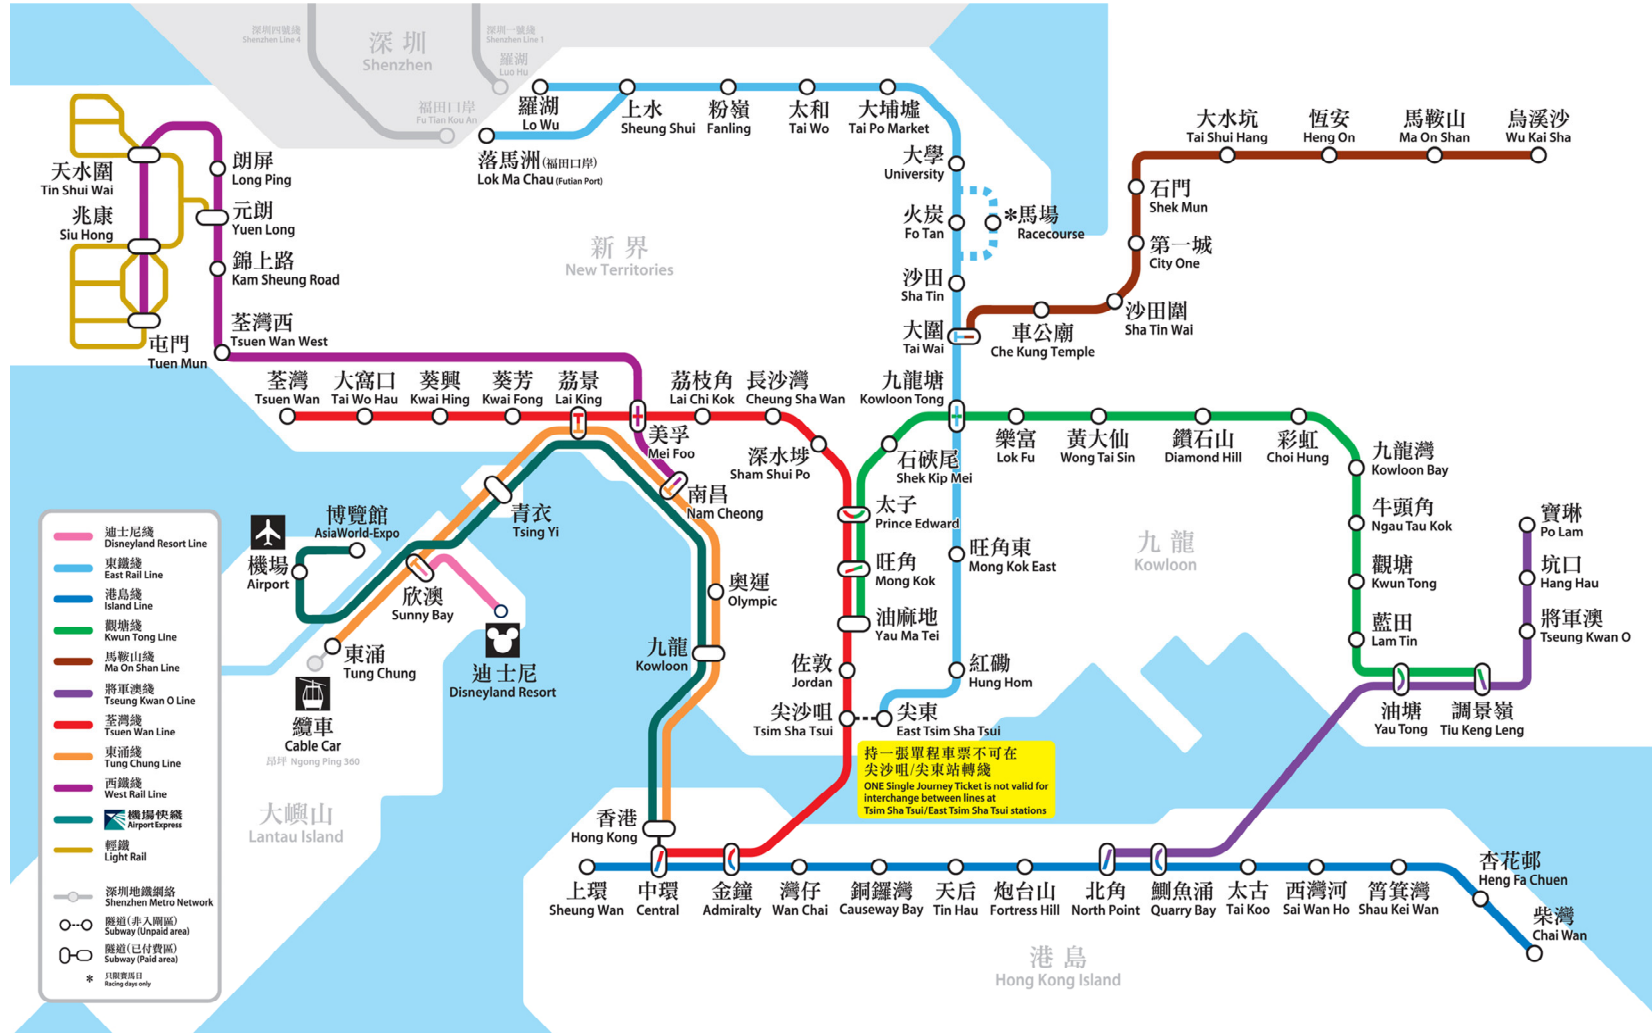 深圳四號綫
Shenzhen Line 4
深圳
Shenzhen
深圳一號綫
Shenzhen Line 1
羅湖
Luo Hu
福田口岸
Fu Tian Kou An
羅湖
Lo Wu
上水
Sheung Shui
粉嶺
Fanling
太和
Tai Wo
大埔墟
Tai Po Market
落馬洲(福田口岸)
Lok Ma Chau (Futian Port)
大學
University
火炭
Fo Tan
*馬場
Racecourse
沙田
Sha Tin
大圍
Tai Wai
車公廟
Che Kung Temple
沙田圍
Sha Tin Wai
第一城
City One
石門
Shek Mun
大水坑
Tai Shui Hang
恆安
Heng On
馬鞍山
Ma On Shan
烏溪沙
Wu Kai Sha
新界
New Territories
天水圍
Tin Shui Wai
兆康
Siu Hong
屯門
Tuen Mun
朗屏
Long Ping
元朗
Yuen Long
錦上路
Kam Sheung Road
荃灣西
Tsuen Wan West
荃灣
Tsuen Wan
大窩口
Tai Wo Hau
葵興
Kwai Hing
葵芳
Kwai Fong
荔景
Lai King
美孚
Mei Foo
荔枝角
Lai Chi Kok
長沙灣
Cheung Sha Wan
深水埗
Sham Shui Po
九龍塘
Kowloon Tong
石硤尾
Shek Kip Mei
樂富
Lok Fu
黃大仙
Wong Tai Sin
鑽石山
Diamond Hill
彩虹
Choi Hung
九龍灣
Kowloon Bay
牛頭角
Ngau Tau Kok
觀塘
Kwun Tong
藍田
Lam Tin
油塘
Yau Tong
調景嶺
Tiu Keng Leng
寶琳
Po Lam
坑口
Hang Hau
將軍澳
Tseung Kwan O
南昌
Nam Cheong
太子
Prince Edward
旺角
Mong Kok
油麻地
Yau Ma Tei
佐敦
Jordan
尖沙咀
Tsim Sha Tsui
尖東
East Tsim Sha Tsui
旺角東
Mong Kok East
紅磡
Hung Hom
九龍
Kowloon
持一張單程車票不可在
尖沙咀/尖東站轉綫
ONE Single Journey Ticket is not valid for
interchange between lines at
Tsim Sha Tsui/East Tsim Sha Tsui stations
奧運
Olympic
九龍
Kowloon
青衣
Tsing Yi
博覽館
AsiaWorld-Expo
機場
Airport
欣澳
Sunny Bay
迪士尼
Disneyland Resort
東涌
Tung Chung
纜車
Cable Car
昂坪 Ngong Ping 360
大嶼山
Lantau Island
香港
Hong Kong
上環
Sheung Wan
中環
Central
金鐘
Admiralty
灣仔
Wan Chai
銅鑼灣
Causeway Bay
天后
Tin Hau
炮台山
Fortress Hill
北角
North Point
鰂魚涌
Quarry Bay
太古
Tai Koo
西灣河
Sai Wan Ho
筲箕灣
Shau Kei Wan
杏花邨
Heng Fa Chuen
柴灣
Chai Wan
港島
Hong Kong Island
迪士尼綫
Disneyland Resort Line
東鐵綫
East Rail Line
港島綫
Island Line
觀塘綫
Kwun Tong Line
馬鞍山綫
Ma On Shan Line
將軍澳綫
Tseung Kwan O Line
荃灣綫
Tsuen Wan Line
東涌綫
Tung Chung Line
西鐵綫
West Rail Line
機場快綫
Airport Express
輕鐵
Light Rail
深圳地鐵網絡
Shenzhen Metro Network
隧道(非入閘區)
Subway (Unpaid area)
隧道(已付費區)
Subway (Paid area)
* 只限賽馬日
Racing days only